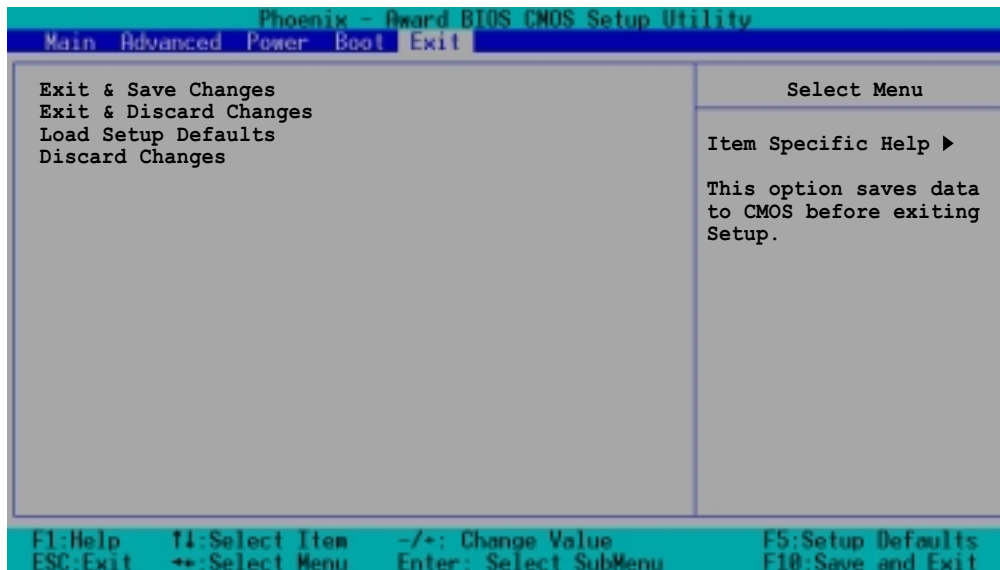 Phoenix - Award BIOS CMOS Setup Utility
Main Advanced Power Boot Exit
Exit & Save Changes
Exit & Discard Changes
Load Setup Defaults
Discard Changes
Select Menu
Item Specific Help ▶
This option saves data
to CMOS before exiting
Setup.
F1:Help ↑↓:Select Item -/+: Change Value F5:Setup Defaults
ESC:Exit ←→:Select Menu Enter: Select SubMenu F10:Save and Exit